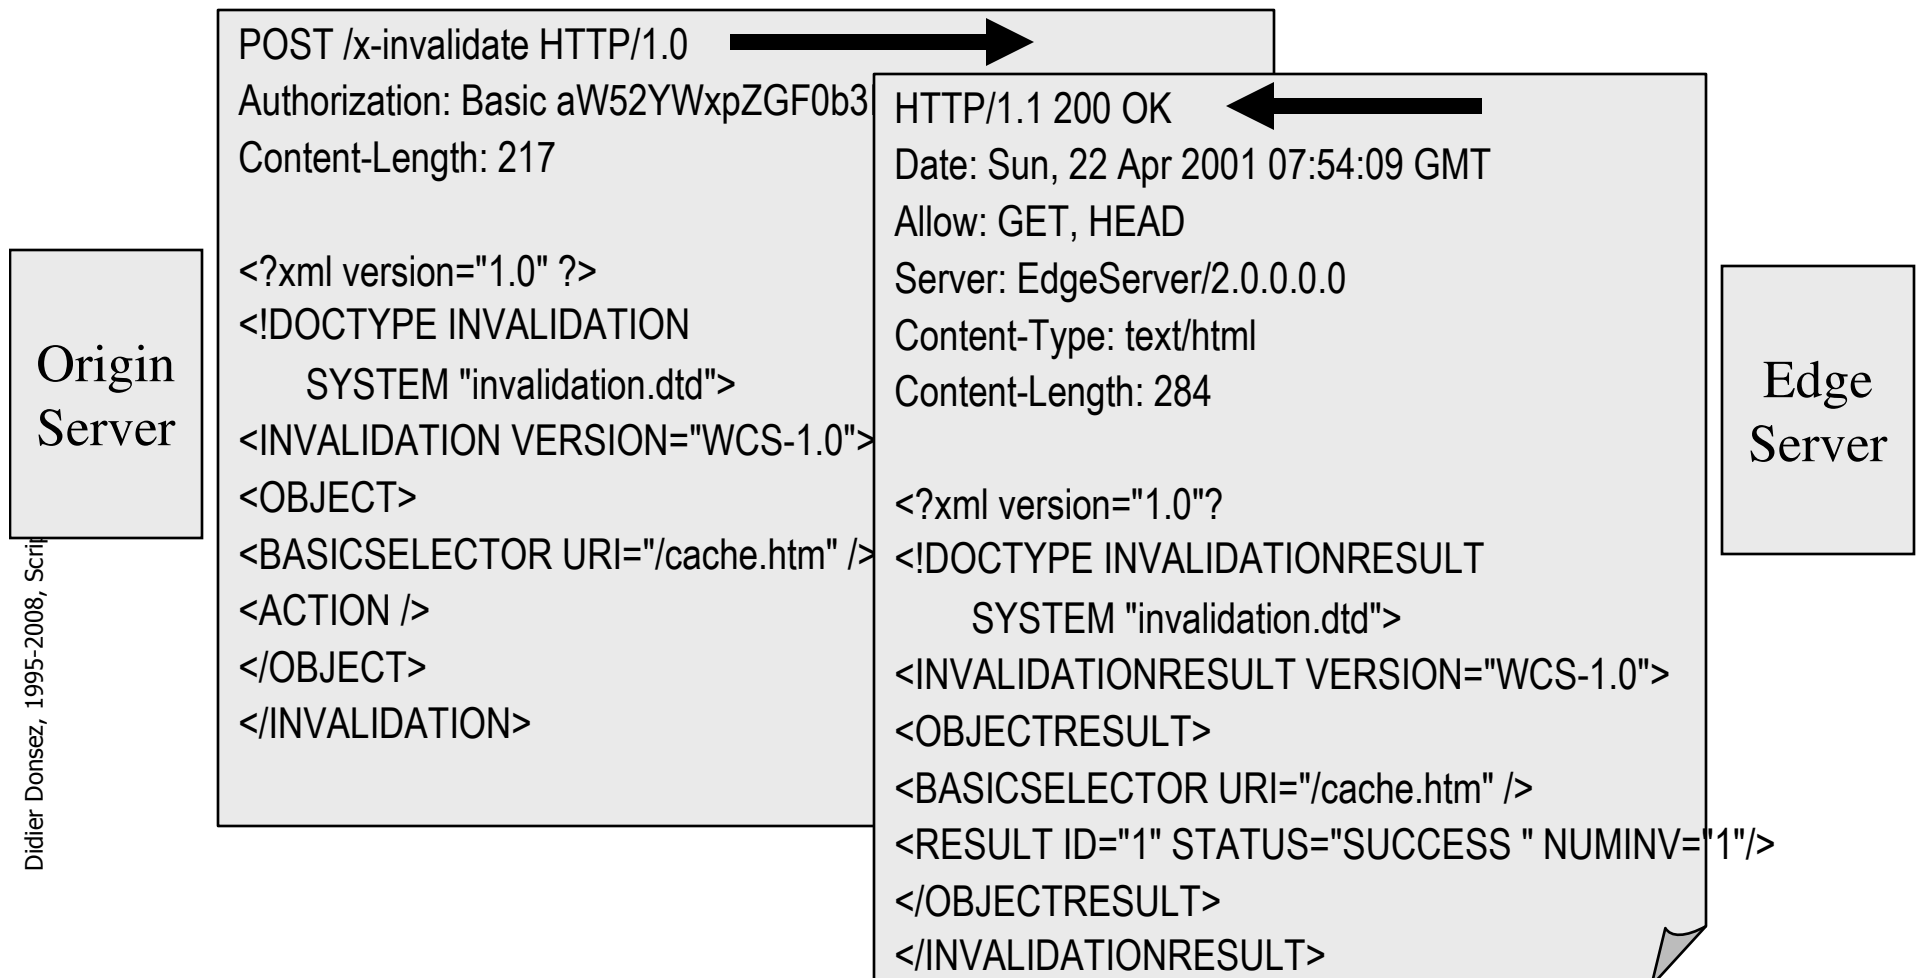 POST /x-invalidate HTTP/1.0
Authorization: Basic
Content-Length: 217
<?xml version="1.0" ?>
<!DOCTYPE INVALIDATION
SYSTEM "invalidation.dtd">
<INVALIDATION VERSION="WCS-1.0">
<OBJECT>
<BASICSELECTOR URI="/cache.htm" />
<ACTION />
</OBJECT>
</INVALIDATION>
HTTP/1.1 200 OK
Date: Sun, 22 Apr 2001 07:54:09 GMT
Allow: GET, HEAD
Server: EdgeServer/2.0.0.0.0
Content-Type: text/html
Content-Length: 284
<?xml version="1.0"?
<!DOCTYPE INVALIDATIONRESULT
SYSTEM "invalidation.dtd">
<INVALIDATIONRESULT VERSION="WCS-1.0">
<OBJECTRESULT>
<BASICSELECTOR URI="/cache.htm" />
<RESULT ID="1" STATUS="SUCCESS " NUMINV="1"/>
</OBJECTRESULT>
</INVALIDATIONRESULT>
Origin
Server
Edge
Server
Didier Donsez, 1995-2008,